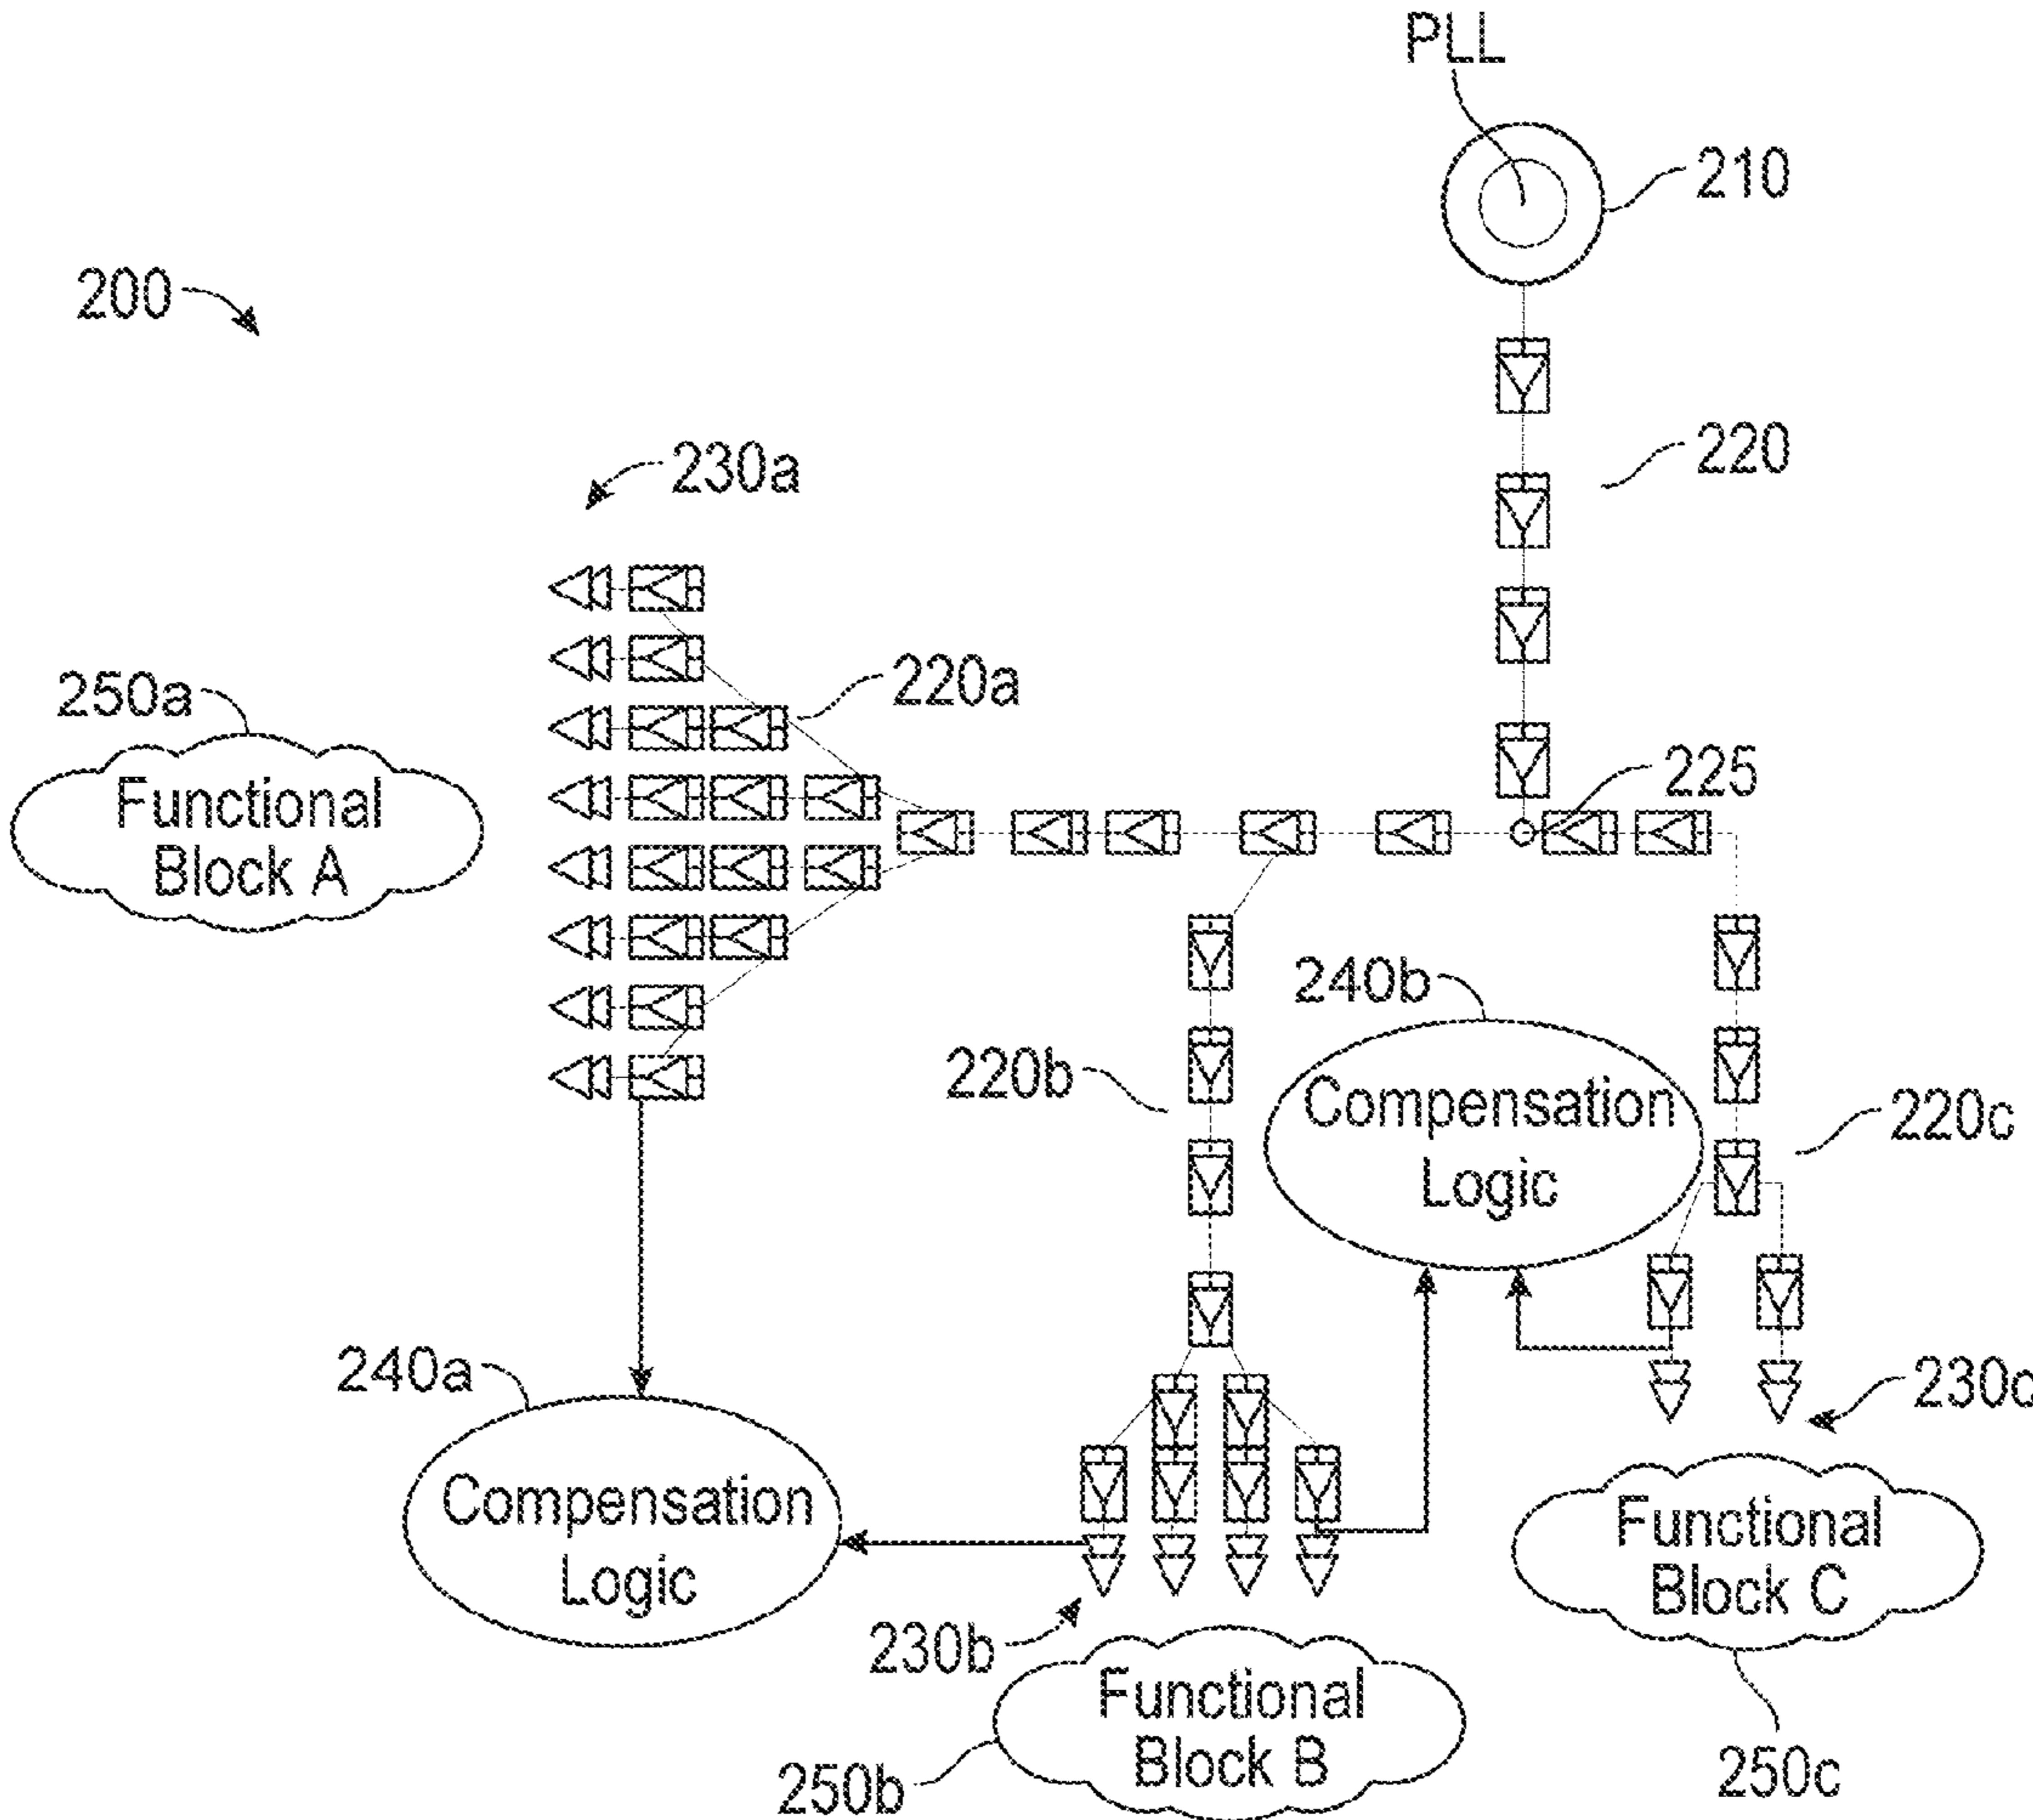 PLL
210
200
220
230a
220a
250a
225
Functional
Block A
240b
220b
Compensation
Logic
220c
240a
230c
Compensation
Logic
Functional
Block C
230b
Functional
Block B
250b
250c